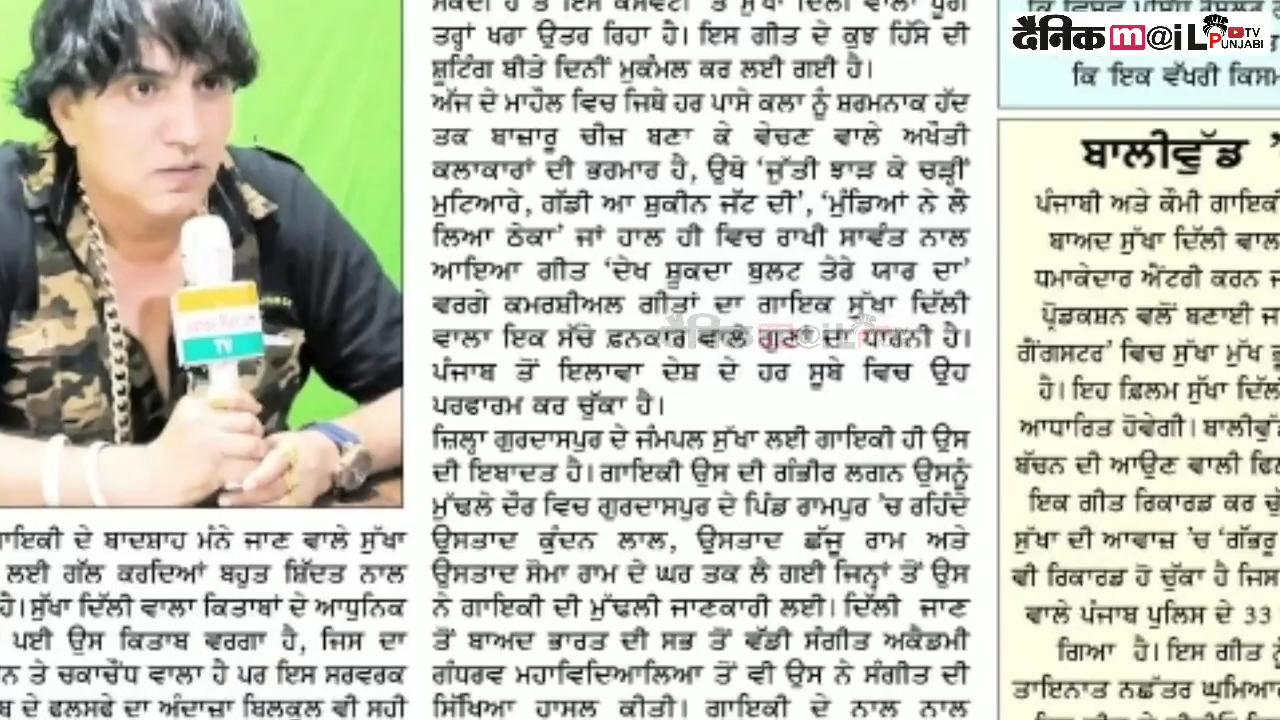 ਦੈਨਿਕ m@iL TV PUNJABI
ਤਰ੍ਹਾਂ ਖਰਾ ਉਤਰ ਰਿਹਾ ਹੈ। ਇਸ ਗੀਤ ਦੇ ਕੁਝ ਹਿੱਸੇ ਦੀ
ਸ਼ੂਟਿੰਗ ਬੀਤੇ ਦਿਨੀਂ ਮੁਕੰਮਲ ਕਰ ਲਈ ਗਈ ਹੈ।
ਅੱਜ ਦੇ ਮਾਹੌਲ ਵਿਚ ਜਿਥੇ ਹਰ ਪਾਸੇ ਕਲਾ ਨੂੰ ਸ਼ਰਮਨਾਕ ਹੱਦ
ਤਕ ਬਾਜ਼ਾਰੂ ਚੀਜ਼ ਬਣਾ ਕੇ ਵੇਚਣ ਵਾਲੇ ਅਖੌਤੀ
ਕਲਾਕਾਰਾਂ ਦੀ ਭਰਮਾਰ ਹੈ, ਉਥੇ 'ਜੁੱਤੀ ਝਾੜ ਕੇ ਚੜ੍ਹੀਂ
ਮੁਟਿਆਰੇ, ਗੱਡੀ ਆ ਸ਼ੁਕੀਨ ਜੱਟ ਦੀ', 'ਮੁੰਡਿਆਂ ਨੇ ਲੈ
ਲਿਆ ਠੇਕਾ' ਜਾਂ ਹਾਲ ਹੀ ਵਿਚ ਰਾਖੀ ਸਾਵੰਤ ਨਾਲ
ਆਇਆ ਗੀਤ 'ਦੇਖ ਸ਼ੂਕਦਾ ਬੁਲਟ ਤੇਰੇ ਯਾਰ ਦਾ'
ਵਰਗੇ ਕਮਰਸ਼ੀਅਲ ਗੀਤਾਂ ਦਾ ਗਾਇਕ ਸੁੱਖਾ ਦਿੱਲੀ
ਵਾਲਾ ਇਕ ਸੱਚੇ ਫ਼ਨਕਾਰ ਵਾਲੇ ਗੁਣਾਂ ਦਾ ਧਾਰਨੀ ਹੈ।
ਪੰਜਾਬ ਤੋਂ ਇਲਾਵਾ ਦੇਸ਼ ਦੇ ਹਰ ਸੂਬੇ ਵਿਚ ਉਹ
ਪਰਫਾਰਮ ਕਰ ਚੁੱਕਾ ਹੈ।
ਜ਼ਿਲ੍ਹਾ ਗੁਰਦਾਸਪੁਰ ਦੇ ਜੰਮਪਲ ਸੁੱਖਾ ਲਈ ਗਾਇਕੀ ਹੀ ਉਸ
ਦੀ ਇਬਾਦਤ ਹੈ। ਗਾਇਕੀ ਉਸ ਦੀ ਗੰਭੀਰ ਲਗਨ ਉਸਨੂੰ
ਮੁੱਢਲੇ ਦੌਰ ਵਿਚ ਗੁਰਦਾਸਪੁਰ ਦੇ ਪਿੰਡ ਰਾਮਪੁਰ 'ਚ ਰਹਿੰਦੇ
ਉਸਤਾਦ ਕੁੰਦਨ ਲਾਲ, ਉਸਤਾਦ ਛੱਜੂ ਰਾਮ ਅਤੇ
ਉਸਤਾਦ ਸੋਮਾ ਰਾਮ ਦੇ ਘਰ ਤਕ ਲੈ ਗਈ ਜਿਨ੍ਹਾਂ ਤੋਂ ਉਸ
ਨੇ ਗਾਇਕੀ ਦੀ ਮੁੱਢਲੀ ਜਾਣਕਾਰੀ ਲਈ। ਦਿੱਲੀ ਜਾਣ
ਤੋਂ ਬਾਅਦ ਭਾਰਤ ਦੀ ਸਭ ਤੋਂ ਵੱਡੀ ਸੰਗੀਤ ਅਕੈਡਮੀ
ਗੰਧਰਵ ਮਹਾਵਿਦਿਆਲਿਆ ਤੋਂ ਵੀ ਉਸ ਨੇ ਸੰਗੀਤ ਦੀ
ਸਿੱਖਿਆ ਹਾਸਲ ਕੀਤੀ। ਗਾਇਕੀ ਦੇ ਨਾਲ ਨਾਲ
TV
ਗਾਇਕੀ ਦੇ ਬਾਦਸ਼ਾਹ ਮੰਨੇ ਜਾਣ ਵਾਲੇ ਸੁੱਖਾ
ਲਈ ਗੱਲ ਕਰਦਿਆਂ ਬਹੁਤ ਸ਼ਿੱਦਤ ਨਾਲ
ਹੈ। ਸੁੱਖਾ ਦਿੱਲੀ ਵਾਲਾ ਕਿਤਾਬਾਂ ਦੇ ਆਧੁਨਿਕ
ਪਈ ਉਸ ਕਿਤਾਬ ਵਰਗਾ ਹੈ, ਜਿਸ ਦਾ
ਤੇ ਚਕਾਚੌਂਧ ਵਾਲਾ ਹੈ ਪਰ ਇਸ ਸਰਵਰਕ
ਦੇ ਫਲਸਫੇ ਦਾ ਅੰਦਾਜ਼ਾ ਬਿਲਕੁਲ ਵੀ ਸਹੀ
ਕਿ ਇਕ ਵੱਖਰੀ ਕਿਸਮ
ਬਾਲੀਵੁੱਡ
ਪੰਜਾਬੀ ਅਤੇ ਕੌਮੀ ਗਾਇਕੀ
ਬਾਅਦ ਸੁੱਖਾ ਦਿੱਲੀ ਵਾਲਾ
ਧਮਾਕੇਦਾਰ ਐਂਟਰੀ ਕਰਨ ਜ
ਪ੍ਰੋਡਕਸ਼ਨ ਵਲੋਂ ਬਣਾਈ ਜਾ
ਗੈਂਗਸਟਰ' ਵਿਚ ਸੁੱਖਾ ਮੁੱਖ ਭੂ
ਹੈ। ਇਹ ਫ਼ਿਲਮ ਸੁੱਖਾ ਦਿੱਲੀ
ਆਧਾਰਿਤ ਹੋਵੇਗੀ। ਬਾਲੀਵੁੱਡ
ਬੱਚਨ ਦੀ ਆਉਣ ਵਾਲੀ ਫਿਲ
ਇਕ ਗੀਤ ਰਿਕਾਰਡ ਕਰ ਚੁੱ
ਸੁੱਖਾ ਦੀ ਆਵਾਜ਼ 'ਚ 'ਗੱਭਰੂ
ਵੀ ਰਿਕਾਰਡ ਹੋ ਚੁੱਕਾ ਹੈ ਜਿਸ
ਵਾਲੇ ਪੰਜਾਬ ਪੁਲਿਸ ਦੇ 33
ਗਿਆ ਹੈ। ਇਸ ਗੀਤ ਨੂੰ
ਤਾਇਨਾਤ ਨਛੱਤਰ ਘੁਮਿਆ